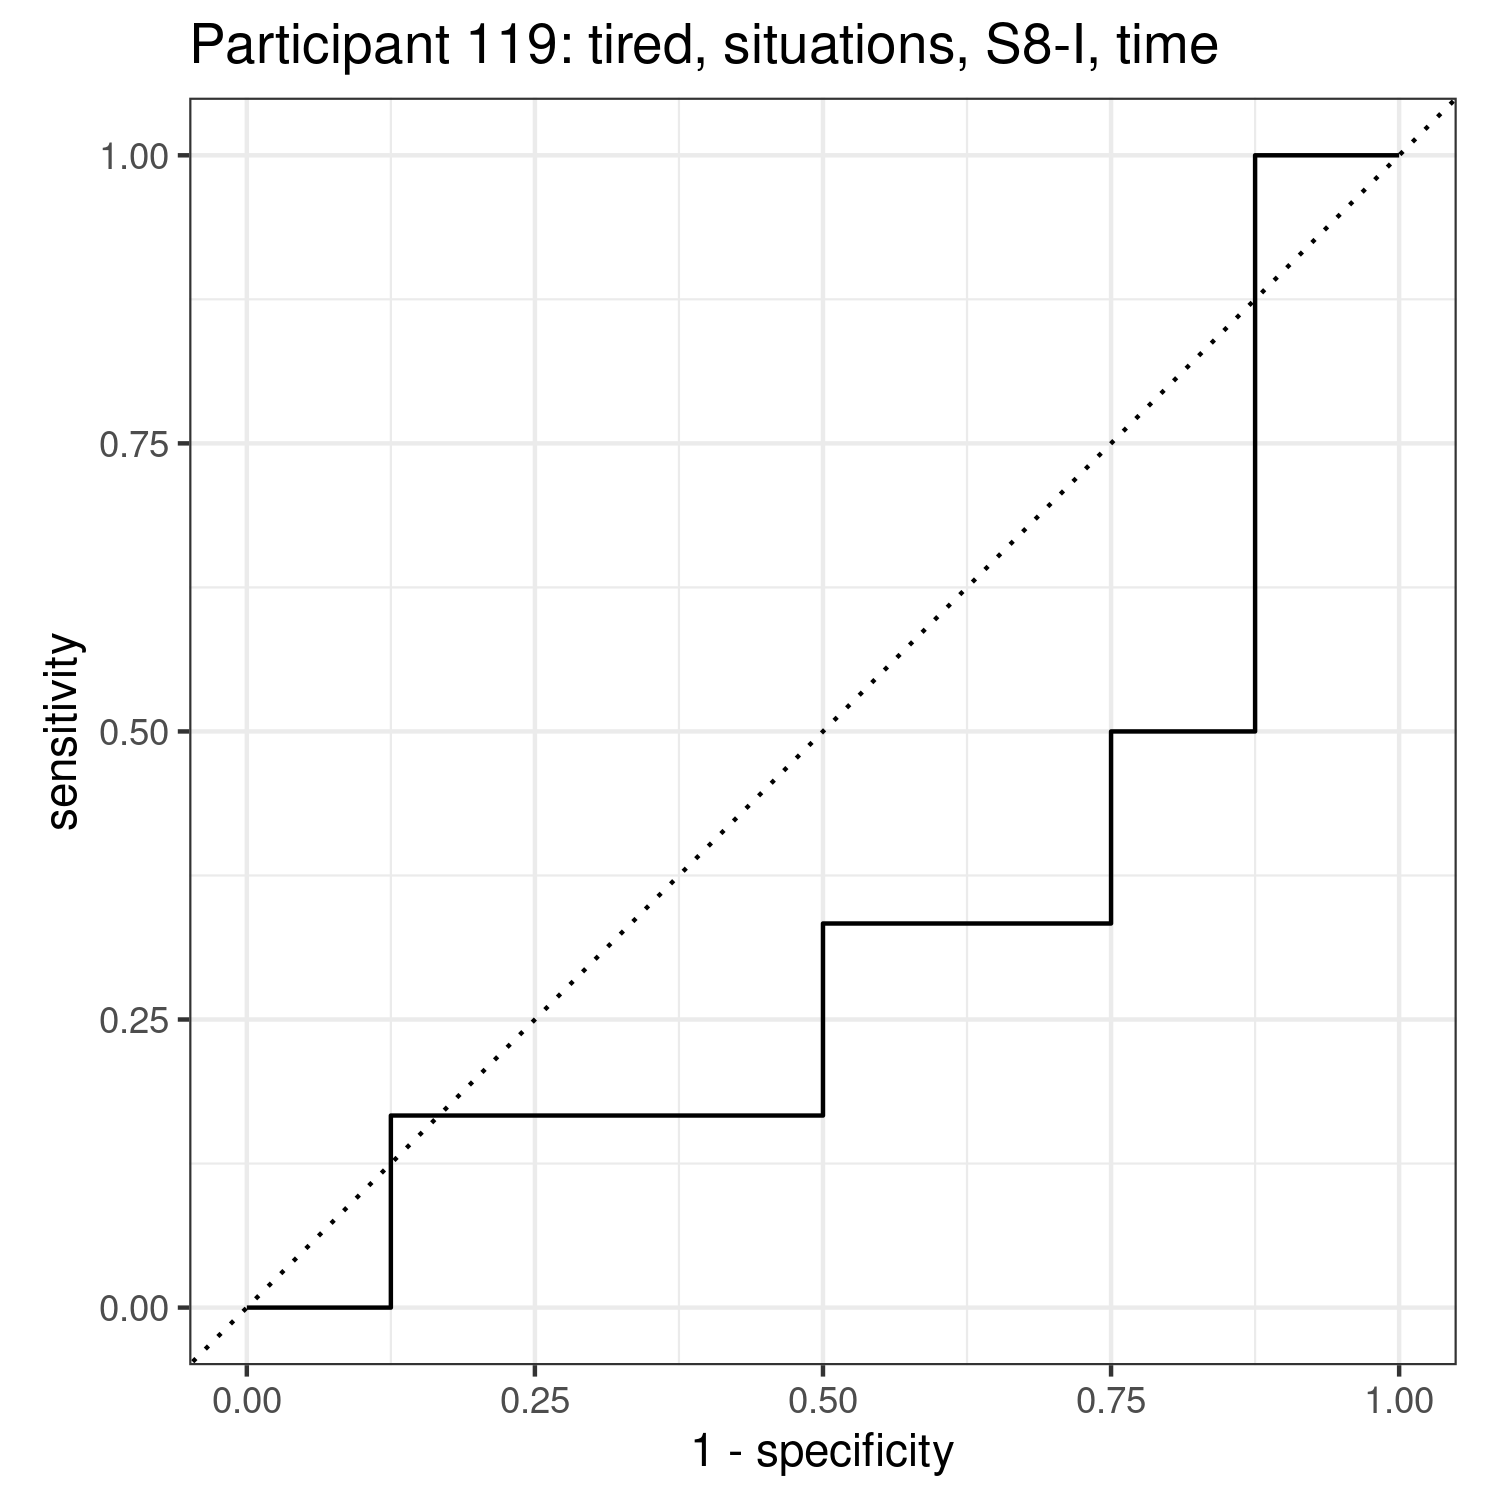 Participant 119: tired, situations, S8-I, time
1.00
0.75
0.50
0.25
0.00
sensitivity
0.00 0.25 0.50 0.75 1.00
1 - specificity